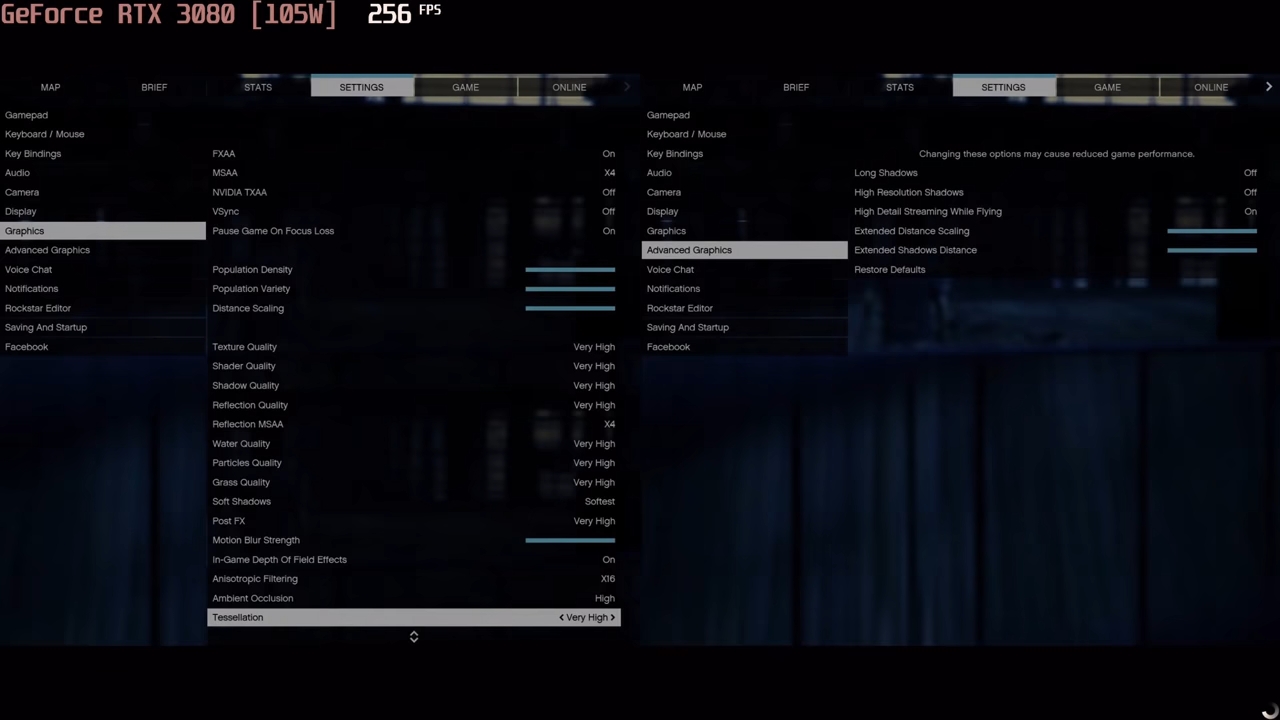 GeForce RTX 3080 [105W] 256 FPS
MAP BRIEF STATS SETTINGS GAME ONLINE
Gamepad
Keyboard / Mouse
Key Bindings
Audio
Camera
Display
Graphics
Advanced Graphics
Voice Chat
Notifications
Rockstar Editor
Saving And Startup
Facebook
FXAA On
MSAA X4
NVIDIA TXAA Off
VSync Off
Pause Game On Focus Loss On
Population Density
Population Variety
Distance Scaling
Texture Quality Very High
Shader Quality Very High
Shadow Quality Very High
Reflection Quality Very High
Reflection MSAA X4
Water Quality Very High
Particles Quality Very High
Grass Quality Very High
Soft Shadows Softest
Post FX Very High
Motion Blur Strength
In-Game Depth Of Field Effects On
Anisotropic Filtering X16
Ambient Occlusion High
Tessellation Very High
MAP BRIEF STATS SETTINGS GAME ONLINE
Gamepad
Keyboard / Mouse
Key Bindings
Audio
Camera
Display
Graphics
Advanced Graphics
Voice Chat
Notifications
Rockstar Editor
Saving And Startup
Facebook
Changing these options may cause reduced game performance.
Long Shadows Off
High Resolution Shadows Off
High Detail Streaming While Flying On
Extended Distance Scaling
Extended Shadows Distance
Restore Defaults